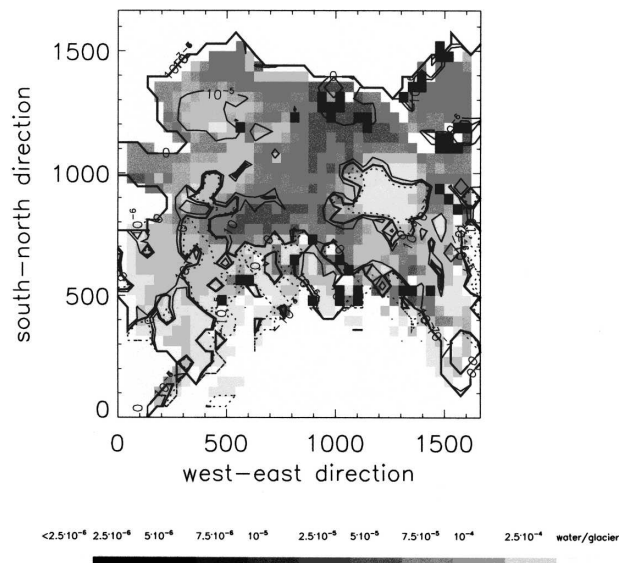 1500
1000
500
0
south-north direction
0 500 1000 1500
west-east direction
10⁻⁵
10⁻⁶
0
<2.5·10⁻⁶ 2.5·10⁻⁶ 5·10⁻⁶ 7.5·10⁻⁶ 10⁻⁵ 2.5·10⁻⁵ 5·10⁻⁵ 7.5·10⁻⁵ 10⁻⁴ 2.5·10⁻⁴ water/glacier